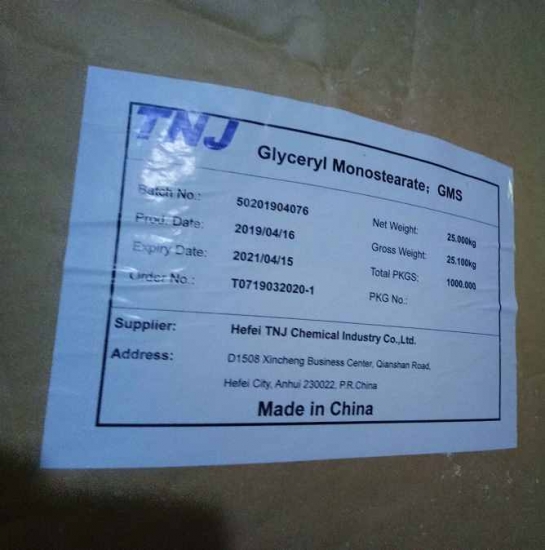 TNJ
Glyceryl Monostearate; GMS
Batch No.: 50201904076 Net Weight: 25.000kg
Prod. Date: 2019/04/16 Gross Weight: 25.100kg
Expiry Date: 2021/04/15 Total PKGS: 1000.000
Order No.: T0719032020-1 PKG No.:
Supplier: Hefei TNJ Chemical Industry Co.,Ltd.
Address: D1508 Xincheng Business Center, Qianshan Road,
Hefei City, Anhui 230022, P.R.China
Made in China